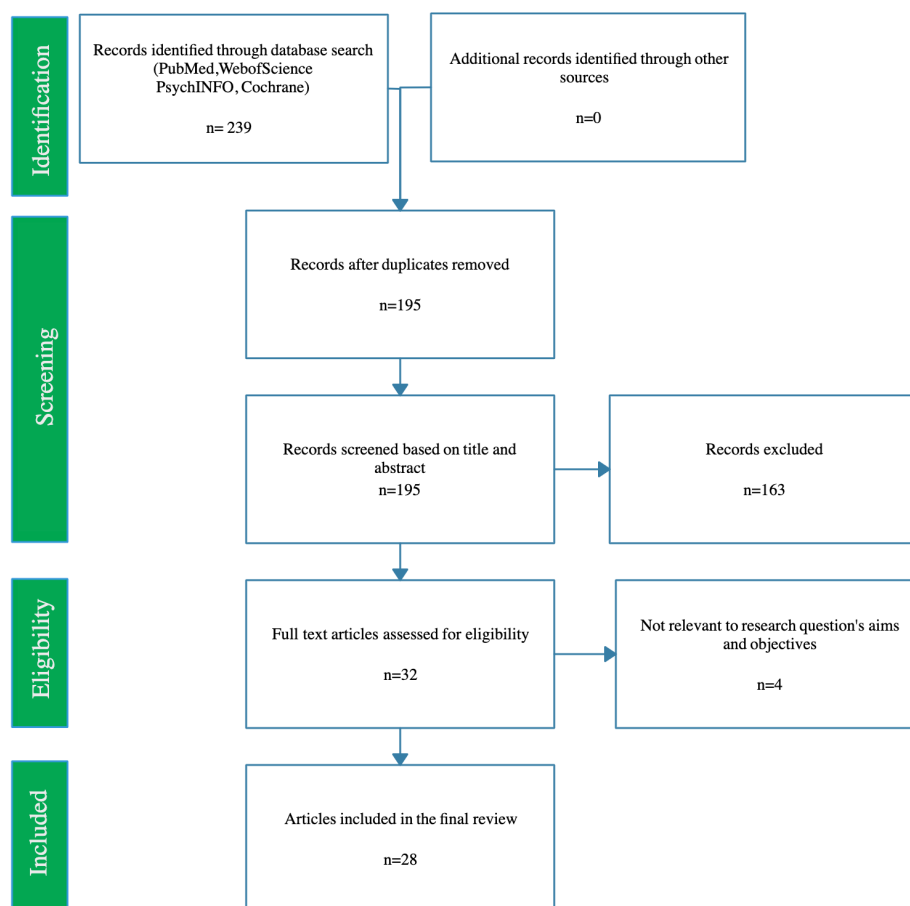 Identification
Records identified through database search
(PubMed,WebofScience
PsychINFO, Cochrane)
n= 239
Additional records identified through other
sources
n=0
Screening
Records after duplicates removed
n=195
Records screened based on title and
abstract
n=195
Records excluded
n=163
Eligibility
Full text articles assessed for eligibility
n=32
Not relevant to research question's aims
and objectives
n=4
Included
Articles included in the final review
n=28